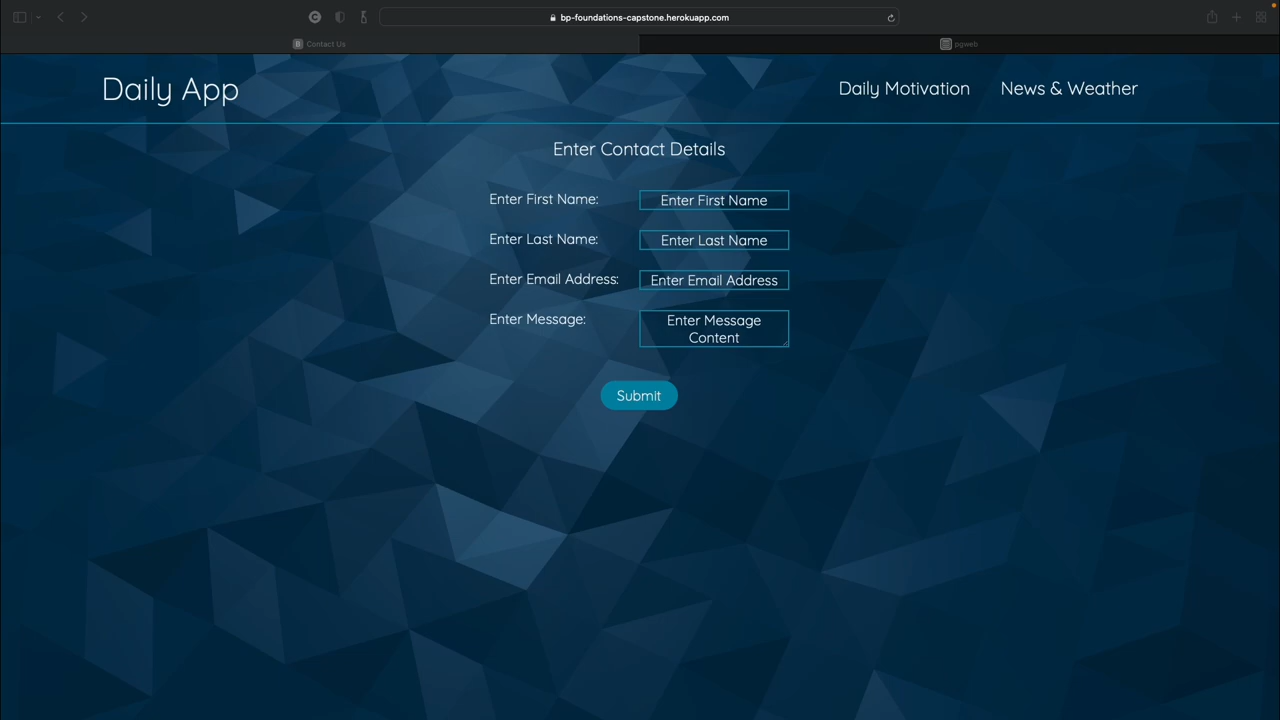 bp-foundations-capstone.herokuapp.com
B Contact Us
pgweb
Daily App
Daily Motivation
News & Weather
Enter Contact Details
Enter First Name: Enter First Name
Enter Last Name: Enter Last Name
Enter Email Address: Enter Email Address
Enter Message: Enter Message
Content
Submit